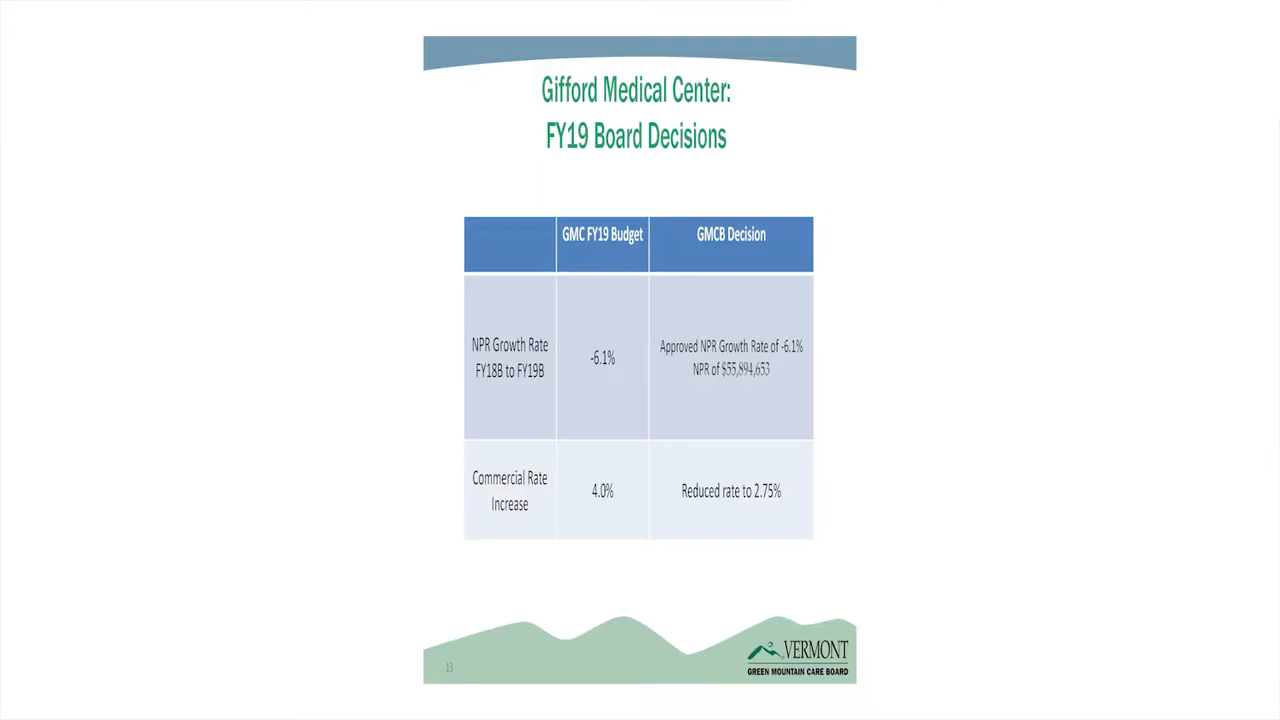 Gifford Medical Center:
FY19 Board Decisions
GMC FY19 Budget
GMCB Decision
NPR Growth Rate
FY18B to FY19B
-6.1%
Approved NPR Growth Rate of -6.1%
NPR of $55,894,653
Commercial Rate
Increase
4.0%
Reduced rate to 2.75%
13
VERMONT
GREEN MOUNTAIN CARE BOARD